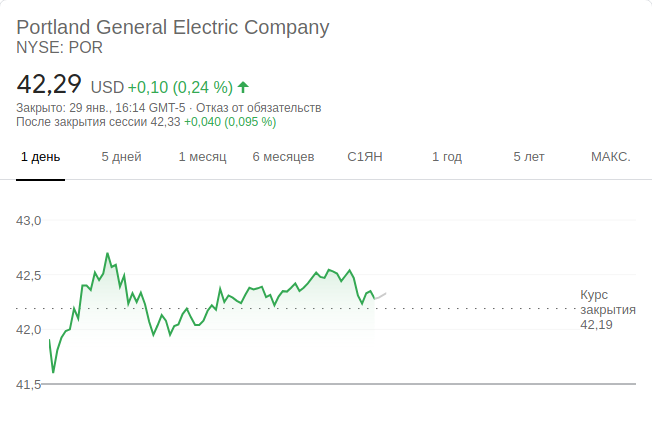 Portland General Electric Company
NYSE: POR
42,29 USD +0,10 (0,24 %)
Закрыто: 29 янв., 16:14 GMT-5 · Отказ от обязательств
После закрытия сессии 42,33 +0,040 (0,095 %)
1 день 5 дней 1 месяц 6 месяцев С1ЯН 1 год 5 лет МАКС.
43,0
42,5
Курс
закрытия
42,19
42,0
41,5